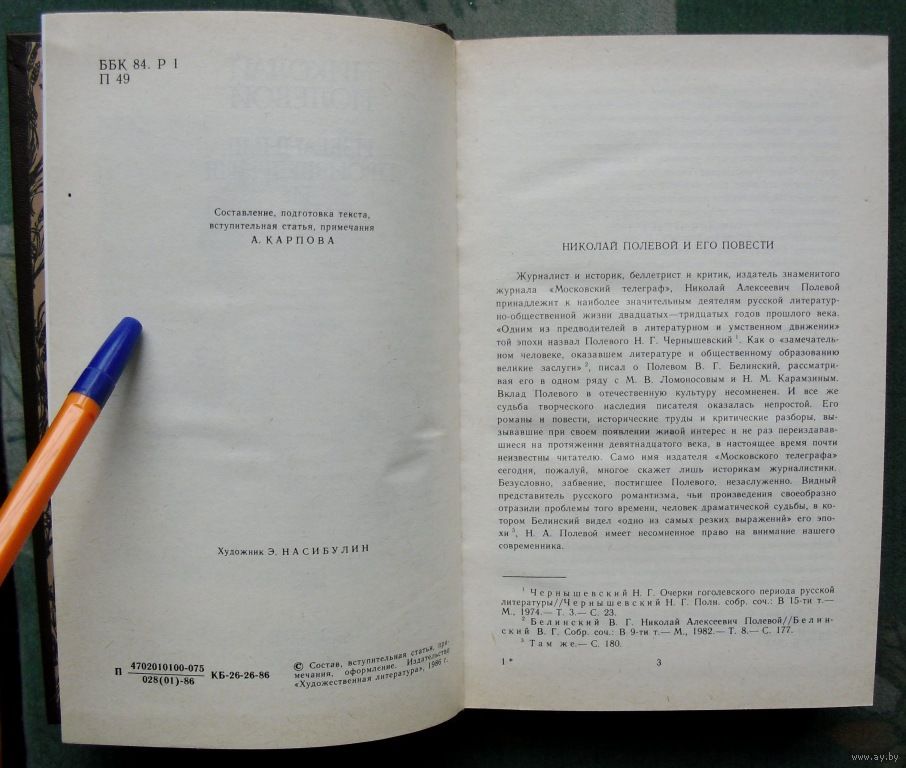 ББК 84. Р 1
П 49
Составление, подготовка текста,
вступительная статья, примечания
А. КАРПОВА
Художник Э. НАСИБУЛИН
П 4702010100-075
028(01)-86 КБ-26-26-86
© Состав, вступительная статья, при-
мечания, оформление. Издательство
«Художественная литература», 1986 г.
НИКОЛАЙ ПОЛЕВОЙ И ЕГО ПОВЕСТИ
Журналист и историк, беллетрист и критик, издатель знаменитого
журнала «Московский телеграф», Николай Алексеевич Полевой
принадлежит к наиболее значительным деятелям русской литератур-
но-общественной жизни двадцатых—тридцатых годов прошлого века.
«Одним из предводителей в литературном и умственном движении»
той эпохи назвал Полевого Н. Г. Чернышевский 1. Как о «замечатель-
ном человеке, оказавшем литературе и общественному образованию
великие заслуги» 2, писал о Полевом В. Г. Белинский, рассматри-
вая его в одном ряду с М. В. Ломоносовым и Н. М. Карамзиным.
Вклад Полевого в отечественную культуру несомненен. И все же
судьба творческого наследия писателя оказалась непростой. Его
романы и повести, исторические труды и критические разборы, вы-
зывавшие при своем появлении живой интерес и не раз переиздавав-
шиеся на протяжении девятнадцатого века, в настоящее время почти
неизвестны читателю. Само имя издателя «Московского телеграфа»
сегодня, пожалуй, многое скажет лишь историкам журналистики.
Безусловно, забвение, постигшее Полевого, незаслуженно. Видный
представитель русского романтизма, чьи произведения своеобразно
отразили проблемы того времени, человек драматической судьбы, в ко-
тором Белинский видел «одно из самых резких выражений» его эпо-
хи 3, Н. А. Полевой имеет несомненное право на внимание нашего
современника.
1 Чернышевский Н. Г. Очерки гоголевского периода русской
литературы//Чернышевский Н. Г. Полн. собр. соч.: В 15-ти т.—
М., 1974.— Т. 3.— С. 23.
2 Белинский В. Г. Николай Алексеевич Полевой//Белин-
ский В. Г. Собр. соч.: В 9-ти т.— М., 1982.— Т. 8.— С. 177.
3 Там же.— С. 180.
1 * 3
www.ay.by